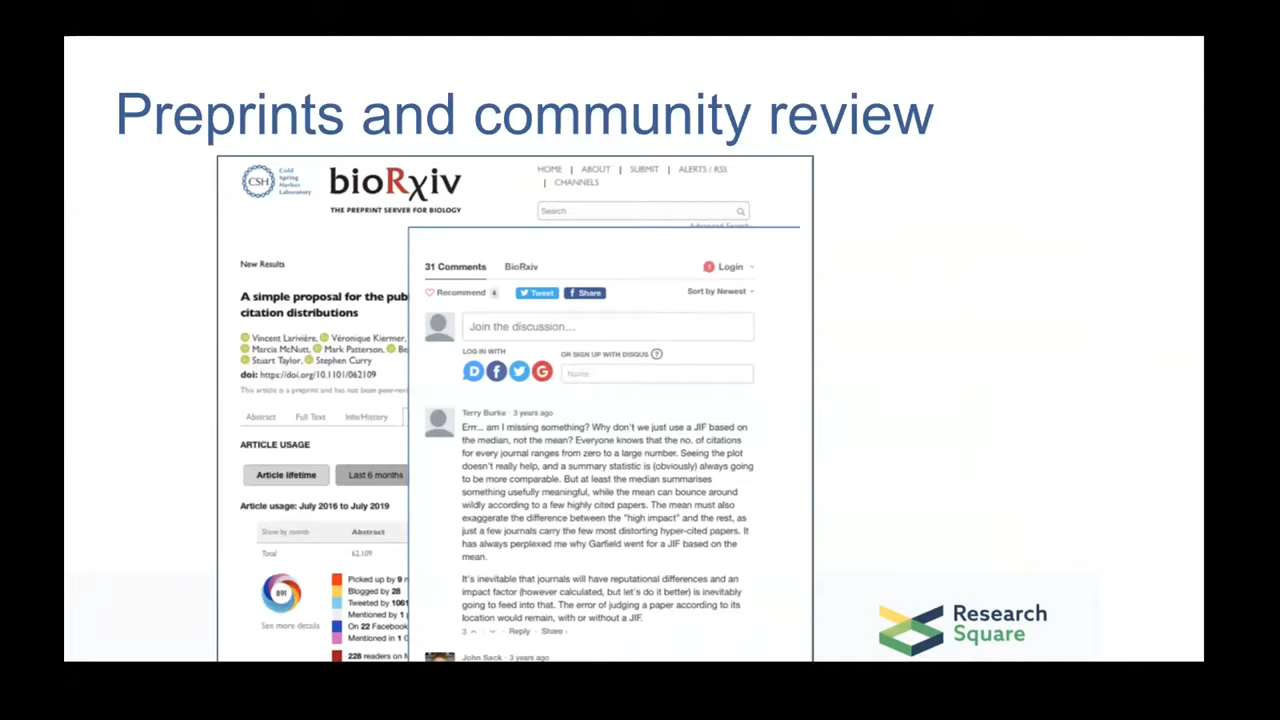 Preprints and community review
CSH
Cold
Spring
Harbor
Laboratory
bioRxiv
THE PREPRINT SERVER FOR BIOLOGY
HOME | ABOUT | SUBMIT | ALERTS / RSS
| CHANNELS
Search
Advanced Search
New Results
A simple proposal for the pub
citation distributions
Vincent Larivière, Véronique Kiermer,
Marcia McNutt, Mark Patterson, Be
Stuart Taylor, Stephen Curry
doi: https://doi.org/10.1101/062109
This article is a preprint and has not been peer-re
Abstract Full Text Info/History
ARTICLE USAGE
Article lifetime Last 6 months
Article usage: July 2016 to July 2019
Show by month Abstract
Total 62,109
891
See more details
Picked up by 9 n
Blogged by 28
Tweeted by 1061
Mentioned by 1
On 22 Facebook
Mentioned in 1 G
228 readers on M
31 Comments BioRxiv
1 Login
Recommend 4 Tweet Share
Sort by Newest
Join the discussion...
LOG IN WITH
OR SIGN UP WITH DISQUS ?
D f G
Name
Terry Burke · 3 years ago
Err... am I missing something? Why don't we just use a JIF based on
the median, not the mean? Everyone knows that the no. of citations
for every journal ranges from zero to a large number. Seeing the plot
doesn't really help, and a summary statistic is (obviously) always going
to be more comparable. But at least the median summarises
something usefully meaningful, while the mean can bounce around
wildly according to a few highly cited papers. The mean must also
exaggerate the difference between the "high impact" and the rest, as
just a few journals carry the few most distorting hyper-cited papers. It
has always perplexed me why Garfield went for a JIF based on the
mean.
It's inevitable that journals will have reputational differences and an
impact factor (however calculated, but let's do it better) is inevitably
going to feed into that. The error of judging a paper according to its
location would remain, with or without a JIF.
3 Reply Share ›
John Sack · 3 years ago
Research
Square